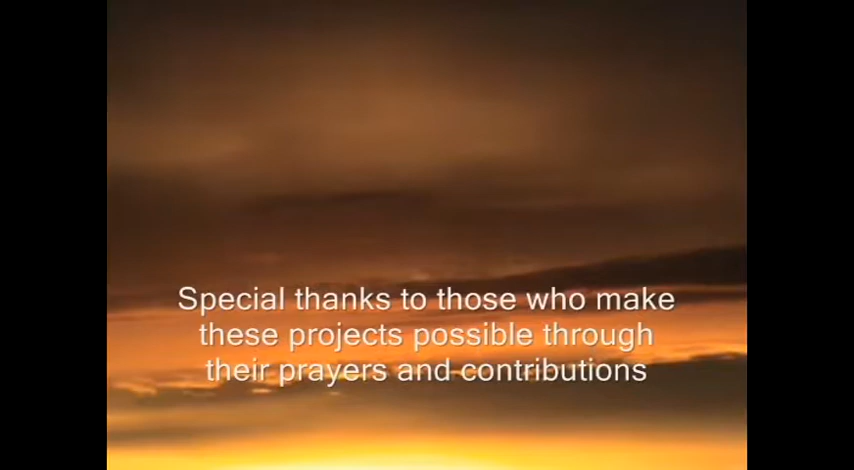 Special thanks to those who make
these projects possible through
their prayers and contributions